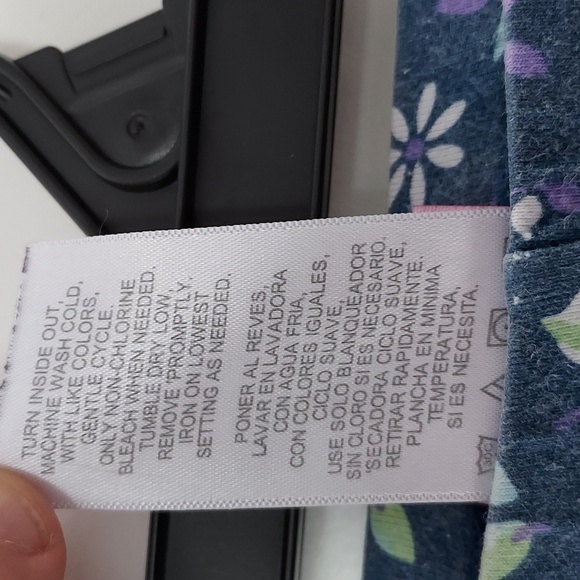 TURN INSIDE OUT,
MACHINE WASH COLD,
WITH LIKE COLORS,
GENTLE CYCLE.
ONLY NON-CHLORINE
BLEACH WHEN NEEDED.
TUMBLE DRY LOW,
REMOVE PROMPTLY.
IRON ON LOWEST
SETTING AS NEEDED.
PONER AL REVES,
LAVAR EN LAVADORA
CON AGUA FRIA,
CON COLORES IGUALES,
CICLO SUAVE.
USE SOLO BLANQUEADOR
SIN CLORO SI ES NECESARIO.
SECADORA CICLO SUAVE,
RETIRAR RAPIDAMENTE.
PLANCHA EN MINIMA
TEMPERATURA,
SI ES NECESITA.